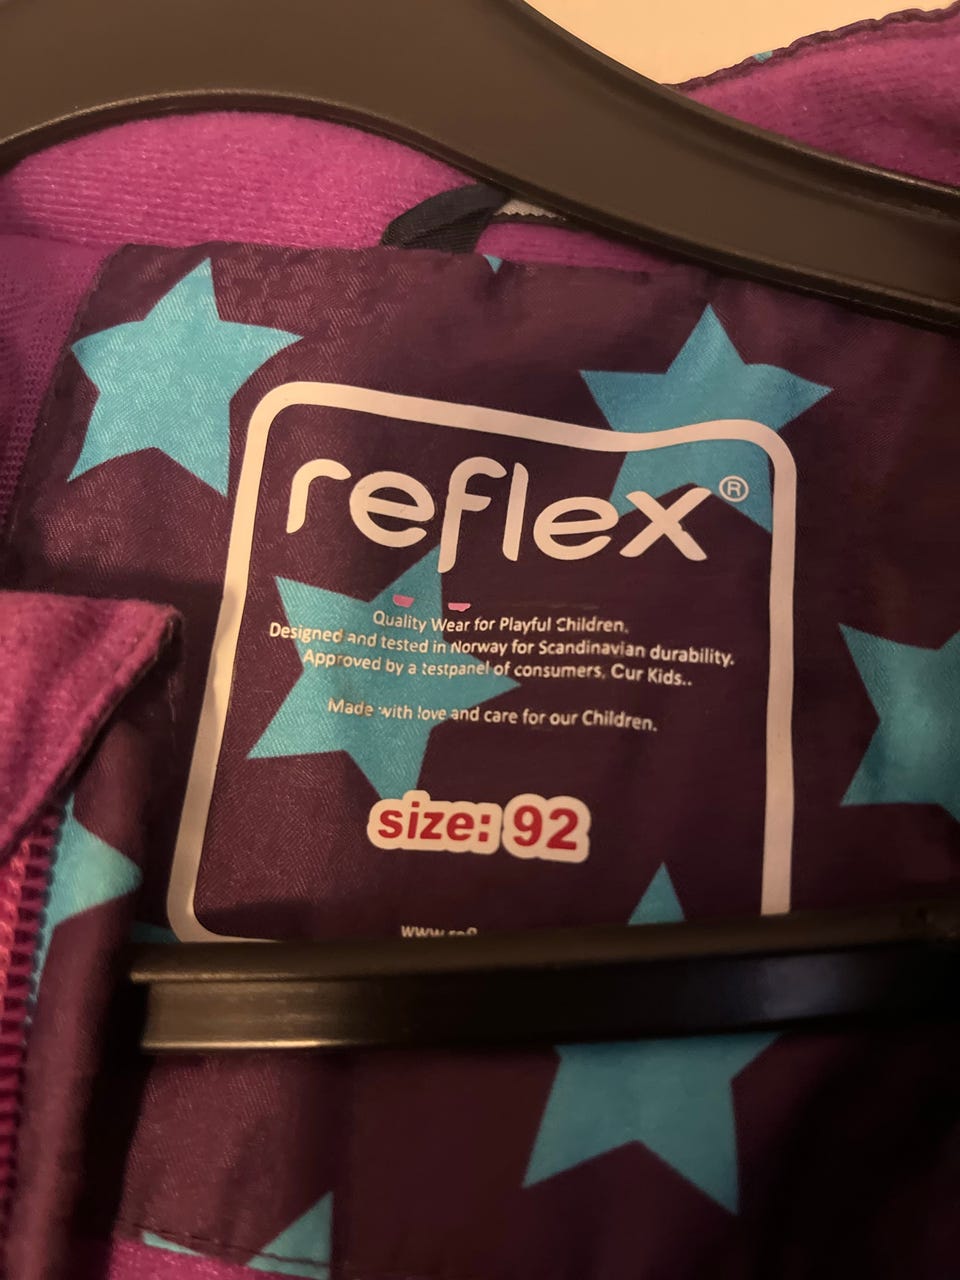 reflex®
Quality Wear for Playful Children.
Designed and tested in Norway for Scandinavian durability.
Approved by a testpanel of consumers, Cur Kids..
Made with love and care for our Children.
size: 92